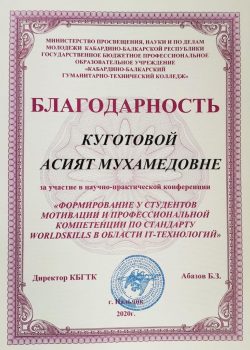 МИНИСТЕРСТВО ПРОСВЕЩЕНИЯ, НАУКИ И ПО ДЕЛАМ
МОЛОДЕЖИ КАБАРДИНО-БАЛКАРСКОЙ РЕСПУБЛИКИ
ГОСУДАРСТВЕННОЕ БЮДЖЕТНОЕ ПРОФЕССИОНАЛЬНОЕ
ОБРАЗОВАТЕЛЬНОЕ УЧРЕЖДЕНИЕ
«КАБАРДИНО-БАЛКАРСКИЙ
ГУМАНИТАРНО-ТЕХНИЧЕСКИЙ КОЛЛЕДЖ»
БЛАГОДАРНОСТЬ
КУГОТОВОЙ
АСИЯТ МУХАМЕДОВНЕ
за участие в научно-практической конференции
«ФОРМИРОВАНИЕ У СТУДЕНТОВ
МОТИВАЦИИ И ПРОФЕССИОНАЛЬНОЙ
КОМПЕТЕНЦИИ ПО СТАНДАРТУ
WORLDSKILLS В ОБЛАСТИ IT-ТЕХНОЛОГИЙ»
Директор КБГТК Абазов Б.З.
г. Нальчик
2020г.